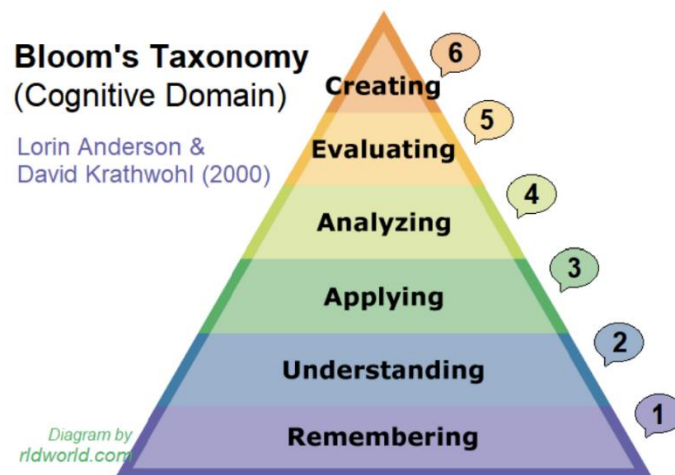 Bloom's Taxonomy
(Cognitive Domain)
Lorin Anderson &
David Krathwohl (2000)
6
Creating
5
Evaluating
4
Analyzing
3
Applying
2
Understanding
1
Remembering
Diagram by
rldworld.com